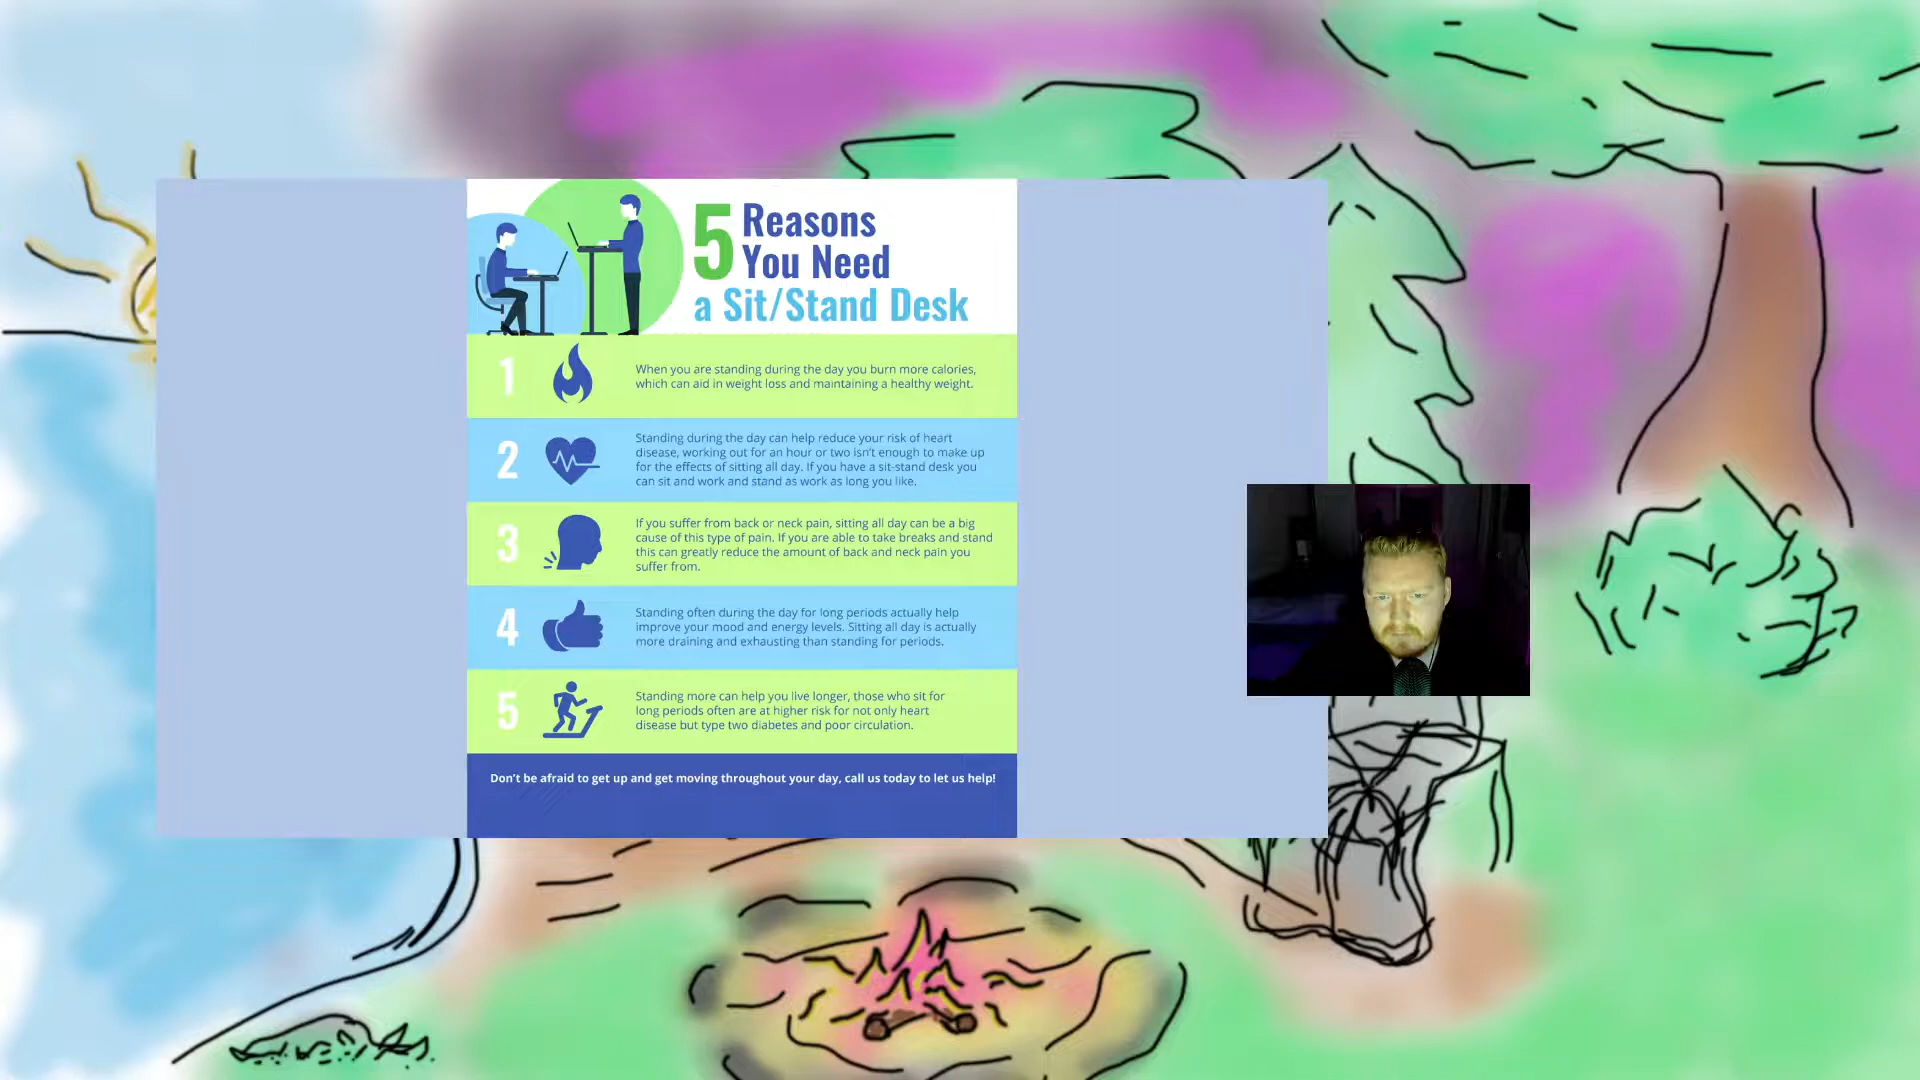 5 Reasons
You Need
a Sit/Stand Desk
1
When you are standing during the day you burn more calories,
which can aid in weight loss and maintaining a healthy weight.
2
Standing during the day can help reduce your risk of heart
disease, working out for an hour or two isn't enough to make up
for the effects of sitting all day. If you have a sit-stand desk you
can sit and work and stand as work as long you like.
3
If you suffer from back or neck pain, sitting all day can be a big
cause of this type of pain. If you are able to take breaks and stand
this can greatly reduce the amount of back and neck pain you
suffer from.
4
Standing often during the day for long periods actually help
improve your mood and energy levels. Sitting all day is actually
more draining and exhausting than standing for periods.
5
Standing more can help you live longer, those who sit for
long periods often are at higher risk for not only heart
disease but type two diabetes and poor circulation.
Don't be afraid to get up and get moving throughout your day, call us today to let us help!